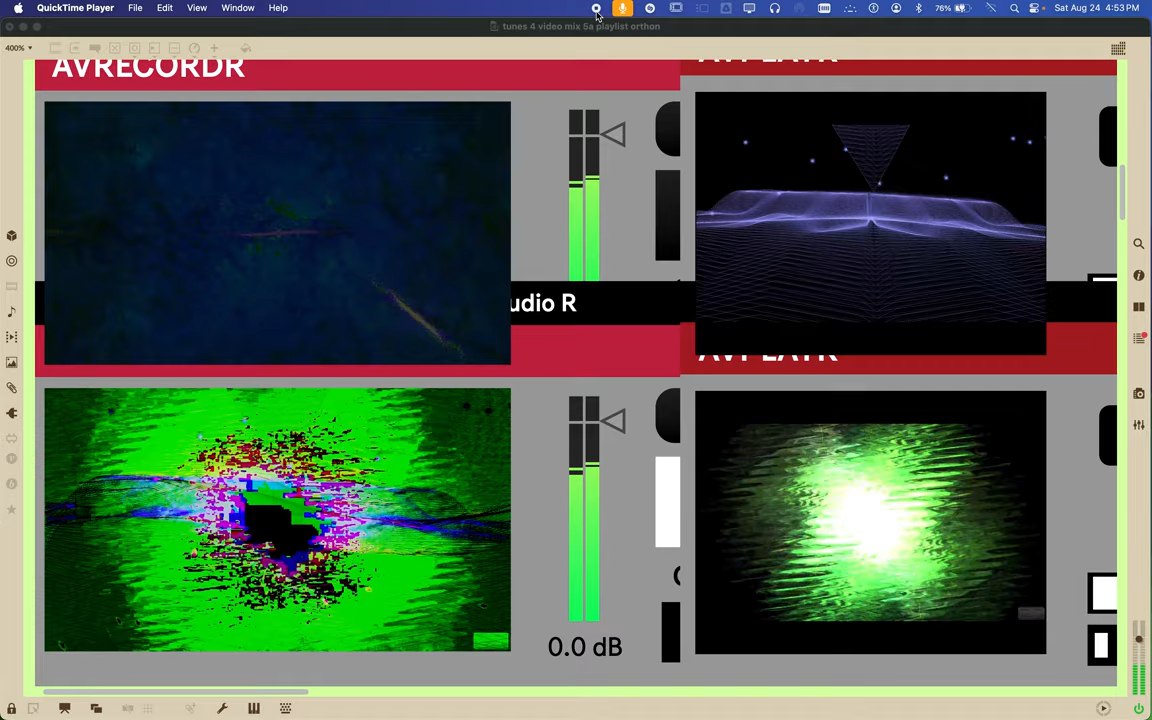 QuickTime Player File Edit View Window Help 76% Sat Aug 24 4:53 PM
tunes 4 video mix 5a playlist orthon
400%
AVRECORDR
udio R
0.0 dB